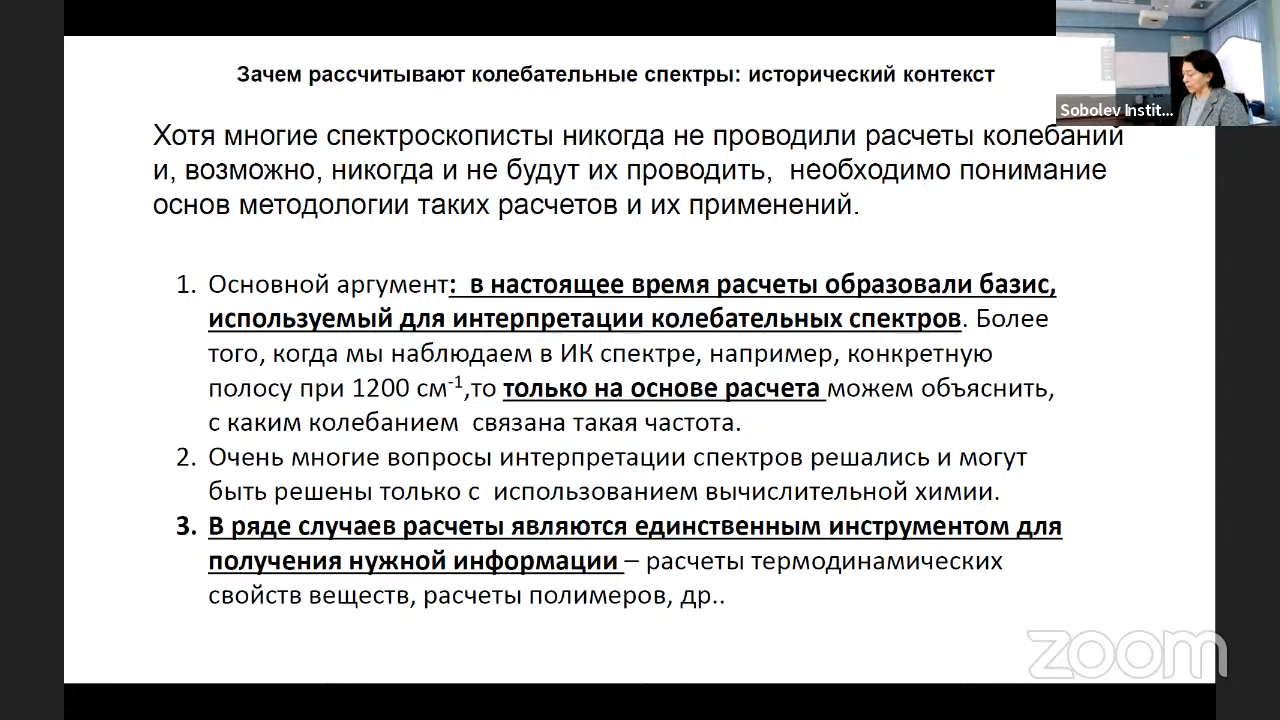 Зачем рассчитывают колебательные спектры: исторический контекст
Sobolev Instit...
Хотя многие спектроскописты никогда не проводили расчеты колебаний
и, возможно, никогда и не будут их проводить,  необходимо понимание
основ методологии таких расчетов и их применений.
1. Основной аргумент:  в настоящее время расчеты образовали базис,
используемый для интерпретации колебательных спектров. Более
того, когда мы наблюдаем в ИК спектре, например, конкретную
полосу при 1200 см⁻¹,то только на основе расчета можем объяснить,
с каким колебанием  связана такая частота.
2. Очень многие вопросы интерпретации спектров решались и могут
быть решены только с  использованием вычислительной химии.
3. В ряде случаев расчеты являются единственным инструментом для
получения нужной информации – расчеты термодинамических
свойств веществ, расчеты полимеров, др..
zoom